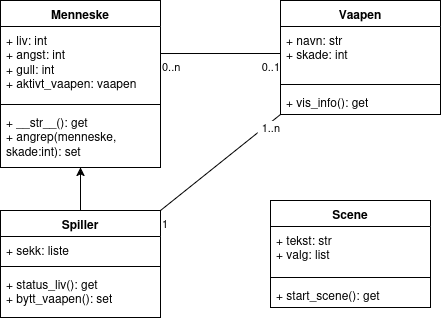 Menneske
+ liv: int
+ angst: int
+ gull: int
+ aktivt_vaapen: vaapen
+ __str__(): get
+ angrep(menneske,
skade:int): set
0..n
0..1
Vaapen
+ navn: str
+ skade: int
+ vis_info(): get
1..n
1
Spiller
+ sekk: liste
+ status_liv(): get
+ bytt_vaapen(): set
Scene
+ tekst: str
+ valg: list
+ start_scene(): get